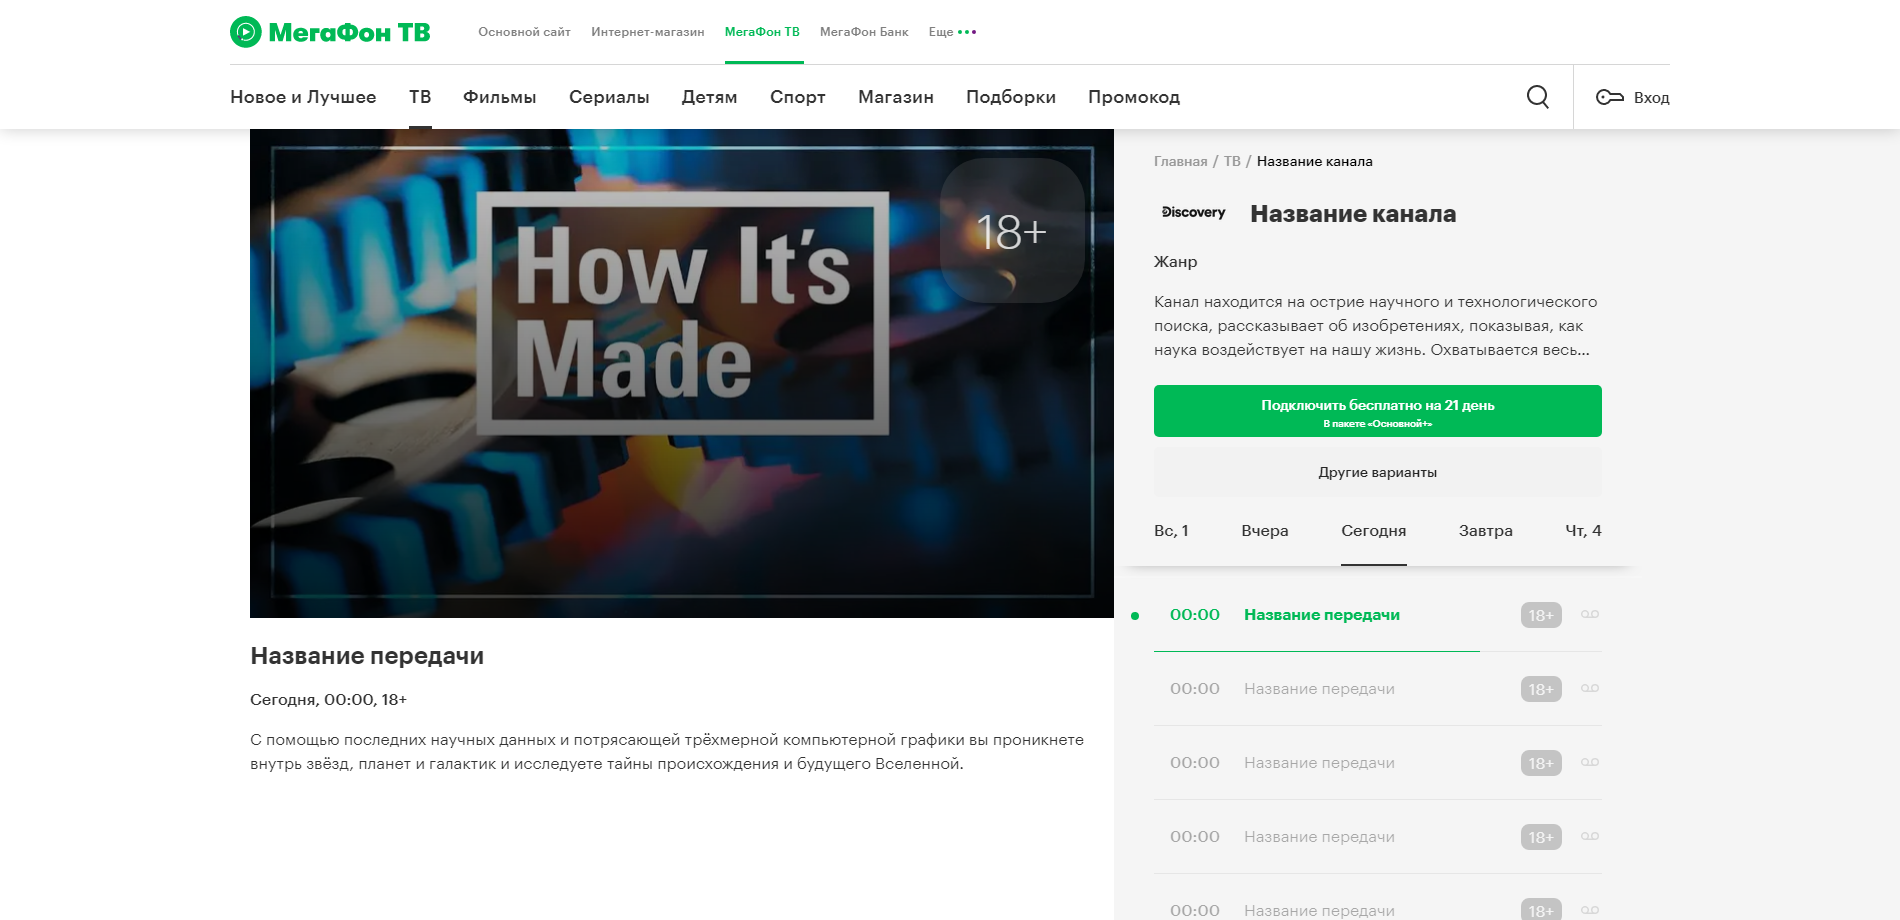 МегаФон ТВ
Основной сайт
Интернет-магазин
МегаФон ТВ
МегаФон Банк
Еще
Новое и Лучшее
ТВ
Фильмы
Сериалы
Детям
Спорт
Магазин
Подборки
Промокод
Вход
How It's
Made
18+
Название передачи
Сегодня, 00:00, 18+
С помощью последних научных данных и потрясающей трёхмерной компьютерной графики вы проникнете
внутрь звёзд, планет и галактик и исследуете тайны происхождения и будущего Вселенной.
Главная / ТВ / Название канала
Discovery
Название канала
Жанр
Канал находится на острие научного и технологического
поиска, рассказывает об изобретениях, показывая, как
наука воздействует на нашу жизнь. Охватывается весь...
Подключить бесплатно на 21 день
В пакете «Основной+»
Другие варианты
Вс, 1
Вчера
Сегодня
Завтра
Чт, 4
00:00 Название передачи 18+
00:00 Название передачи 18+
00:00 Название передачи 18+
00:00 Название передачи 18+
00:00 Название передачи 18+